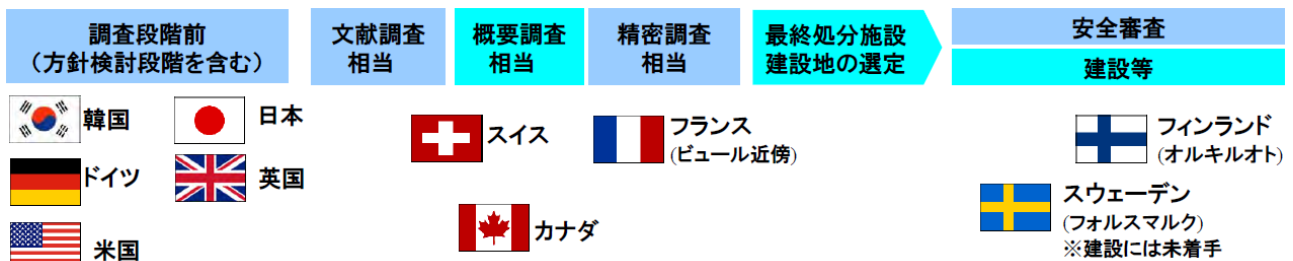 調査段階前
（方針検討段階を含む）
文献調査
相当
概要調査
相当
精密調査
相当
最終処分施設
建設地の選定
安全審査
建設等
韓国
日本
ドイツ
英国
米国
スイス
カナダ
フランス
(ビュール近傍)
フィンランド
(オルキルオト)
スウェーデン
(フォルスマルク)
※建設には未着手